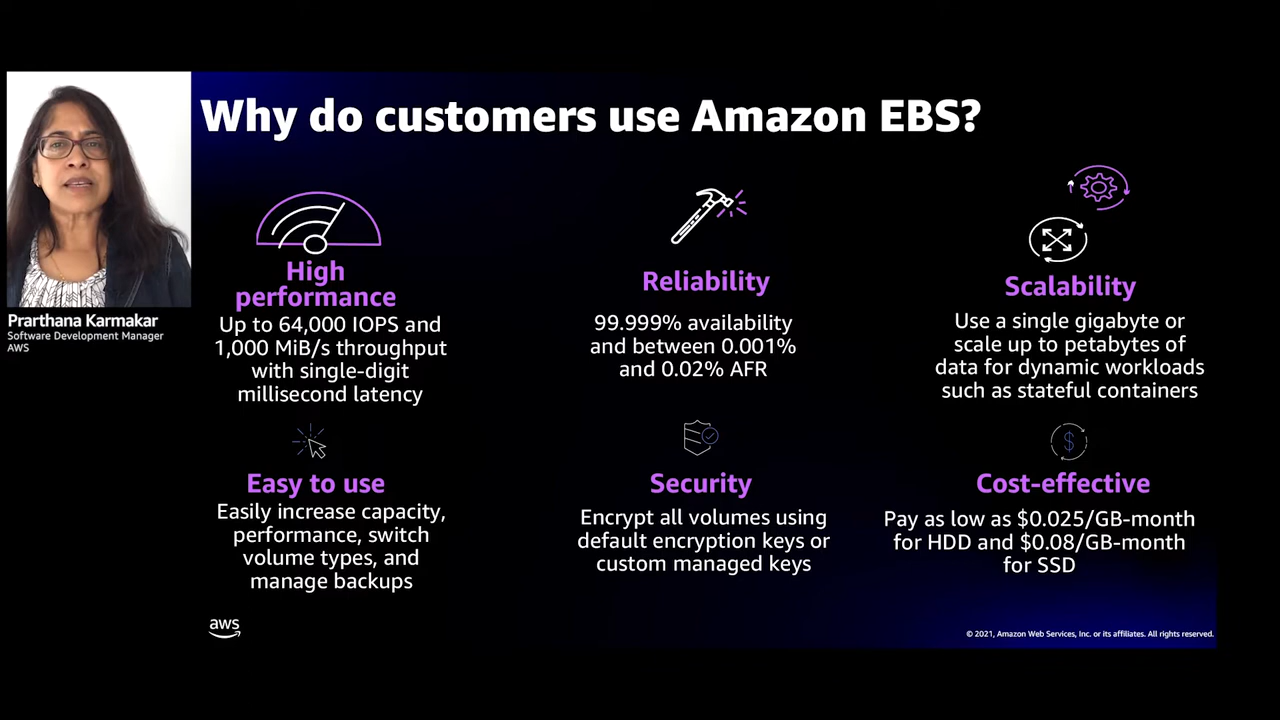 Why do customers use Amazon EBS?
Prarthana Karmakar
Software Development Manager
AWS
High
performance
Up to 64,000 IOPS and
1,000 MiB/s throughput
with single-digit
millisecond latency
Reliability
99.999% availability
and between 0.001%
and 0.02% AFR
Scalability
Use a single gigabyte or
scale up to petabytes of
data for dynamic workloads
such as stateful containers
Easy to use
Easily increase capacity,
performance, switch
volume types, and
manage backups
Security
Encrypt all volumes using
default encryption keys or
custom managed keys
$
Cost-effective
Pay as low as $0.025/GB-month
for HDD and $0.08/GB-month
for SSD
aws
© 2021, Amazon Web Services, Inc. or its affiliates. All rights reserved.